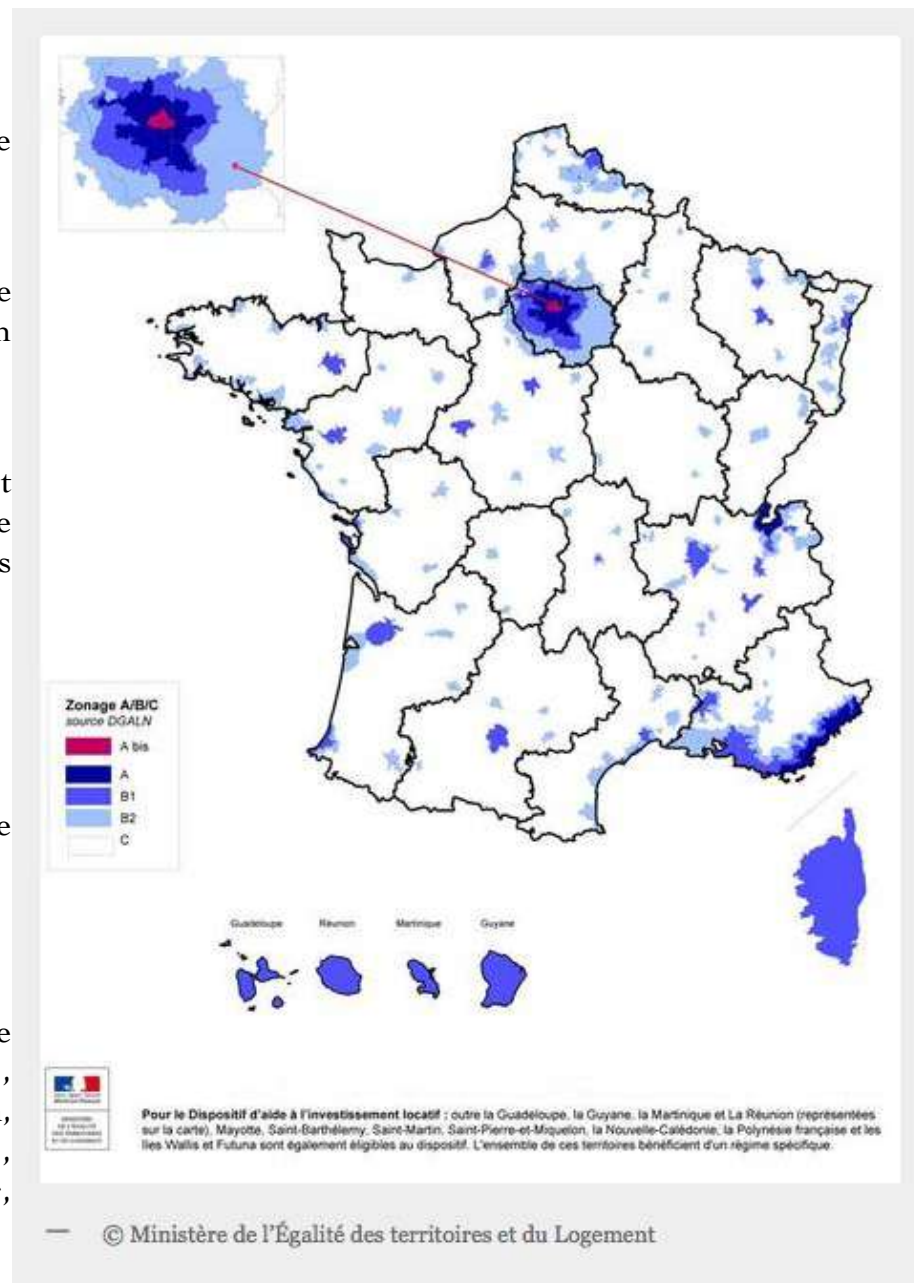 e
e
n
t
e
s
e
e
,
,
,
Zonage A/B/C
source DGALN
A bis
A
B1
B2
C
Guadeloupe Réunion Martinique Guyane
Pour le Dispositif d'aide à l'investissement locatif : outre la Guadeloupe, la Guyane, la Martinique et La Réunion (représentées
sur la carte), Mayotte, Saint-Barthélemy, Saint-Martin, Saint-Pierre-et-Miquelon, la Nouvelle-Calédonie, la Polynésie française et les
Iles Wallis et Futuna sont également éligibles au dispositif. L'ensemble de ces territoires bénéficient d'un régime spécifique.
— © Ministère de l'Égalité des territoires et du Logement